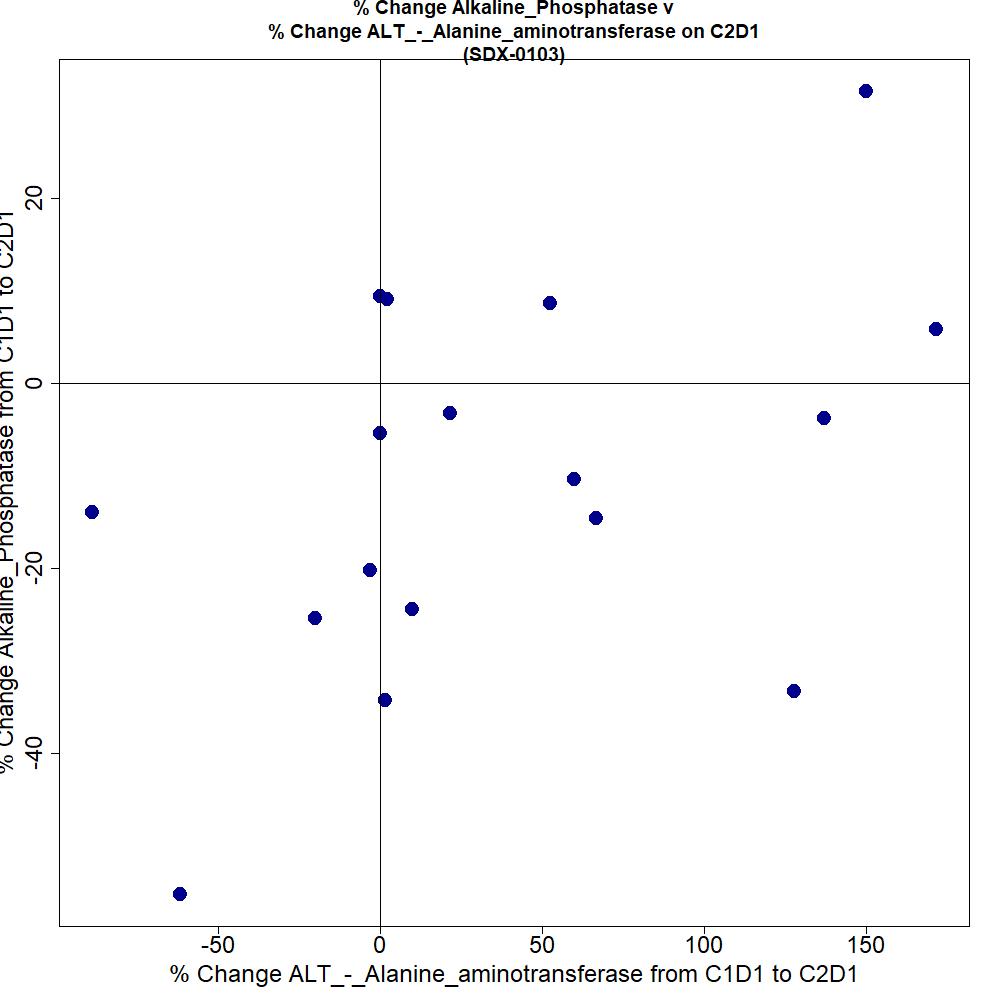 % Change Alkaline_Phosphatase v
% Change ALT_-_Alanine_aminotransferase on C2D1
(SDX-0103)
% Change Alkaline_Phosphatase from C1D1 to C2D1
20
0
-20
-40
-50
0
50
100
150
% Change ALT_-_Alanine_aminotransferase from C1D1 to C2D1